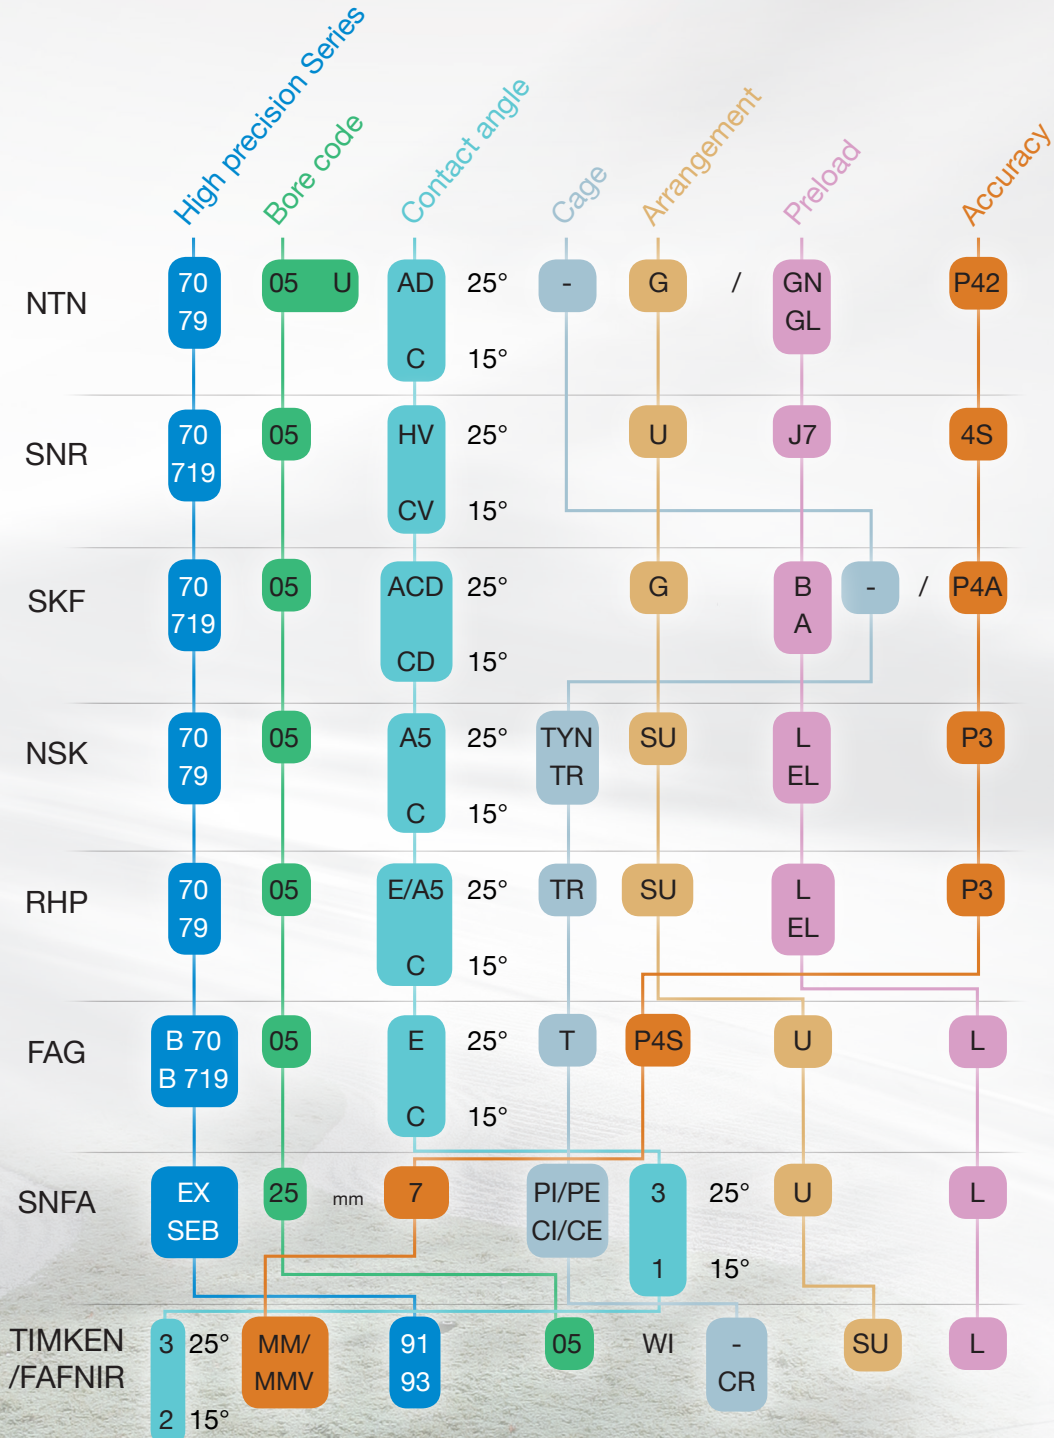 High precision Series
Bore code
Contact angle
Cage
Arrangement
Preload
Accuracy
NTN 70 05 U AD 25° - G / GN P42
79 GL
C 15°
SNR 70 05 HV 25° U J7 4S
719
CV 15°
SKF 70 05 ACD 25° G B - / P4A
719 A
CD 15°
NSK 70 05 A5 25° TYN SU L P3
79 TR EL
C 15°
RHP 70 05 E/A5 25° TR SU L P3
79 EL
C 15°
FAG B 70 05 E 25° T P4S U L
B 719
C 15°
SNFA EX 25 mm 7 PI/PE 3 25° U L
SEB CI/CE
1 15°
TIMKEN 3 25° MM/ 91 05 WI - SU L
/FAFNIR MMV 93 CR
2 15°